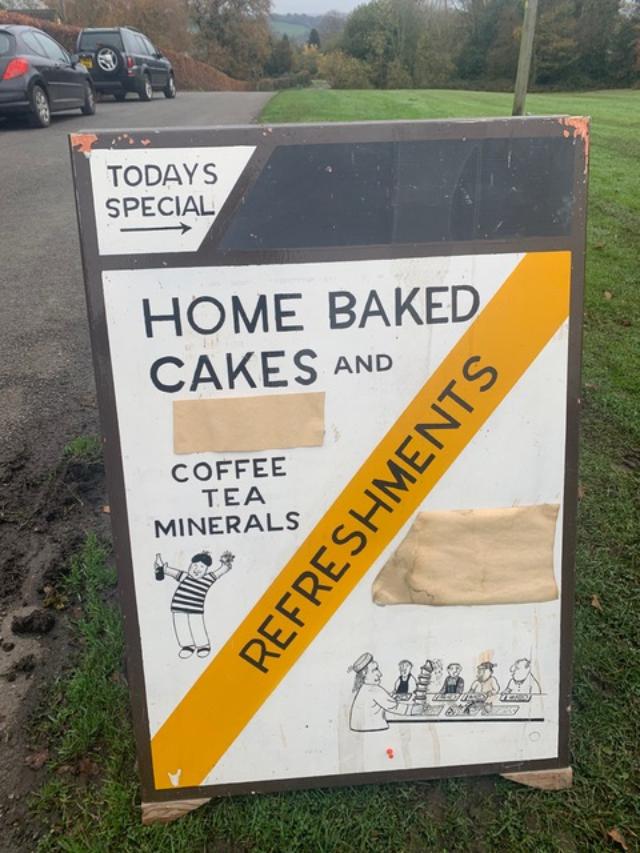 TODAYS
SPECIAL
HOME BAKED
CAKES AND
COFFEE
TEA
MINERALS
REFRESHMENTS